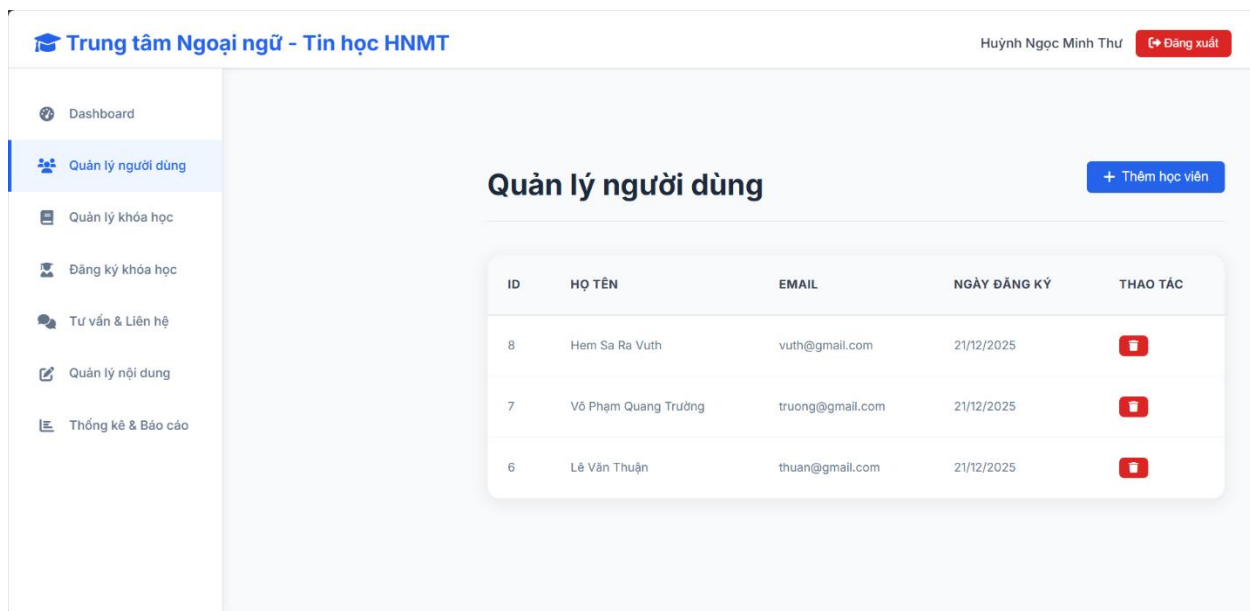 Trung tâm Ngoại ngữ - Tin học HNMT
Huỳnh Ngọc Minh Thư
Đăng xuất
Dashboard
Quản lý người dùng
Quản lý khóa học
Đăng ký khóa học
Tư vấn & Liên hệ
Quản lý nội dung
Thống kê & Báo cáo
Quản lý người dùng
+ Thêm học viên
ID HỌ TÊN EMAIL NGÀY ĐĂNG KÝ THAO TÁC
8 Hem Sa Ra Vuth vuth@gmail.com 21/12/2025
7 Võ Phạm Quang Trường truong@gmail.com 21/12/2025
6 Lê Văn Thuận thuan@gmail.com 21/12/2025